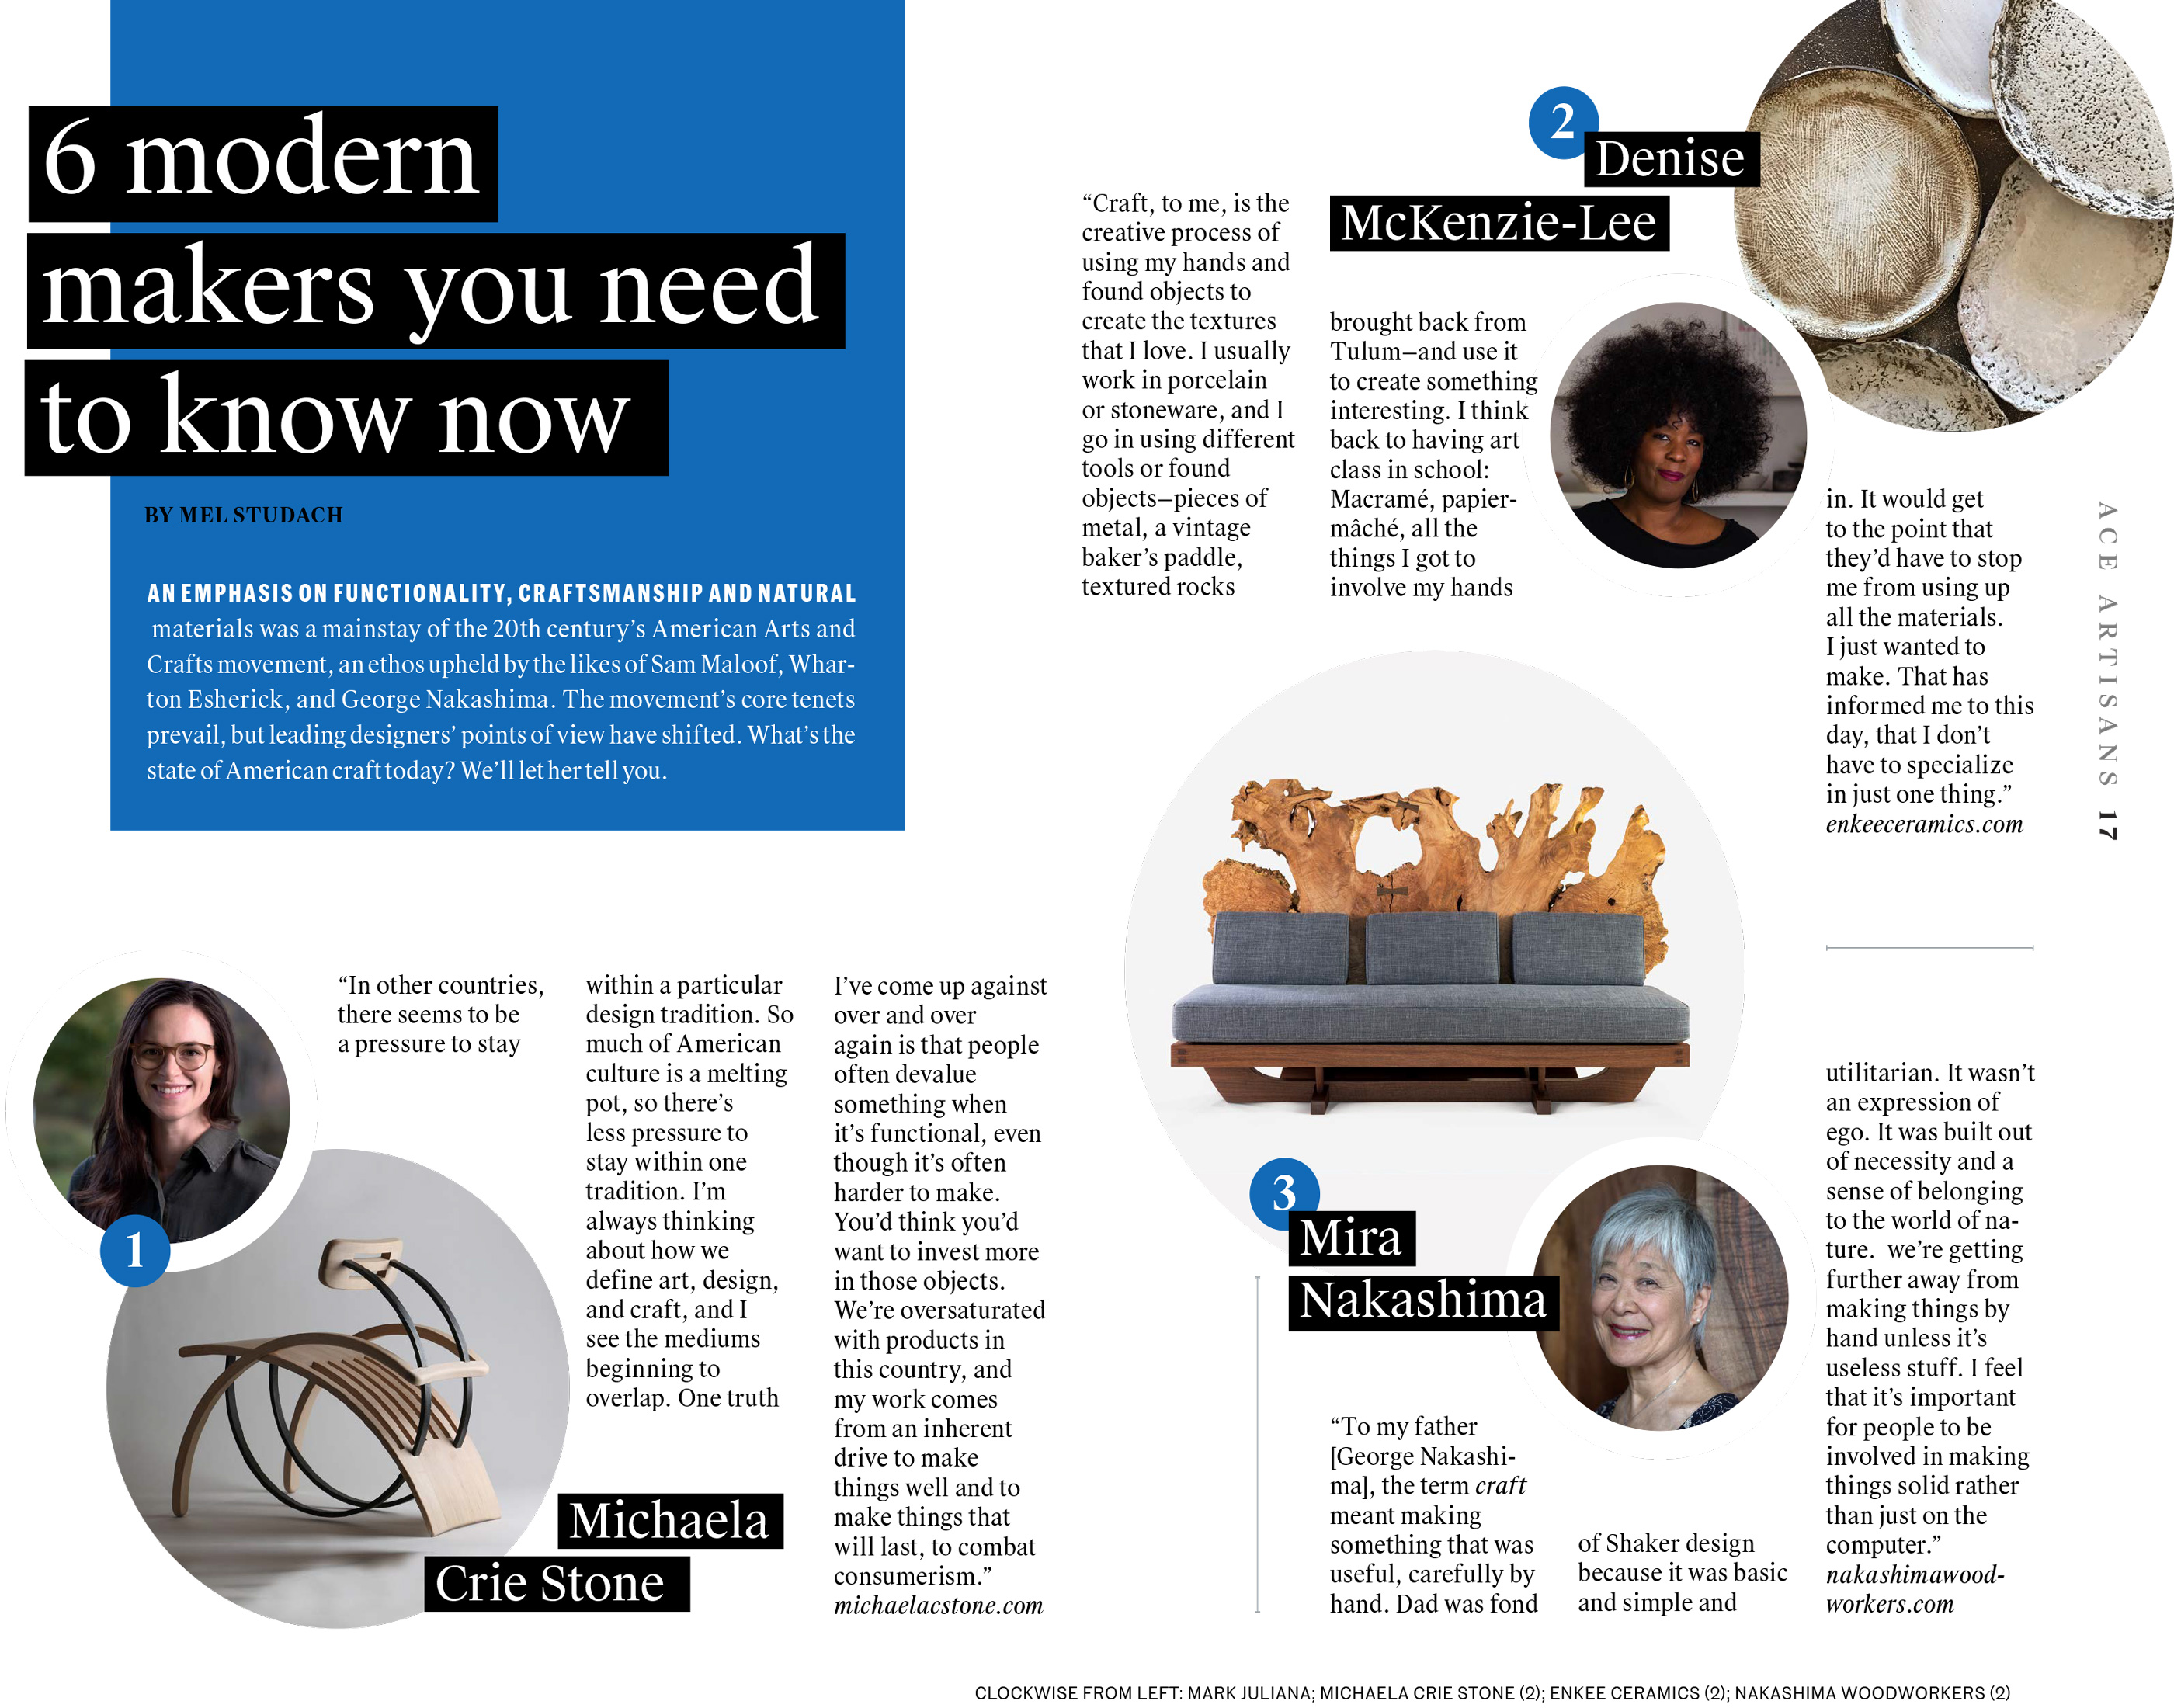 6 modern
makers you need
to know now
BY MEL STUDACH
AN EMPHASIS ON FUNCTIONALITY, CRAFTSMANSHIP AND NATURAL
materials was a mainstay of the 20th century's American Arts and
Crafts movement, an ethos upheld by the likes of Sam Maloof, Whar-
ton Esherick, and George Nakashima. The movement's core tenets
prevail, but leading designers' points of view have shifted. What's the
state of American craft today? We'll let her tell you.
1
Michaela
Crie Stone
“In other countries,
there seems to be
a pressure to stay
within a particular
design tradition. So
much of American
culture is a melting
pot, so there's
less pressure to
stay within one
tradition. I'm
always thinking
about how we
define art, design,
and craft, and I
see the mediums
beginning to
overlap. One truth
I've come up against
over and over
again is that people
often devalue
something when
it's functional, even
though it's often
harder to make.
You'd think you'd
want to invest more
in those objects.
We're oversaturated
with products in
this country, and
my work comes
from an inherent
drive to make
things well and to
make things that
will last, to combat
consumerism.”
michaelacstone.com
2
Denise
McKenzie-Lee
“Craft, to me, is the
creative process of
using my hands and
found objects to
create the textures
that I love. I usually
work in porcelain
or stoneware, and I
go in using different
tools or found
objects—pieces of
metal, a vintage
baker's paddle,
textured rocks
brought back from
Tulum—and use it
to create something
interesting. I think
back to having art
class in school:
Macramé, papier-
mâché, all the
things I got to
involve my hands
in. It would get
to the point that
they'd have to stop
me from using up
all the materials.
I just wanted to
make. That has
informed me to this
day, that I don't
have to specialize
in just one thing.”
enkeeceramics.com
3
Mira
Nakashima
“To my father
[George Nakashi-
ma], the term craft
meant making
something that was
useful, carefully by
hand. Dad was fond
of Shaker design
because it was basic
and simple and
utilitarian. It wasn't
an expression of
ego. It was built out
of necessity and a
sense of belonging
to the world of na-
ture.  we're getting
further away from
making things by
hand unless it's
useless stuff. I feel
that it's important
for people to be
involved in making
things solid rather
than just on the
computer.”
nakashimawood-
workers.com
ACE ARTISANS 17
CLOCKWISE FROM LEFT: MARK JULIANA; MICHAELA CRIE STONE (2); ENKEE CERAMICS (2); NAKASHIMA WOODWORKERS (2)